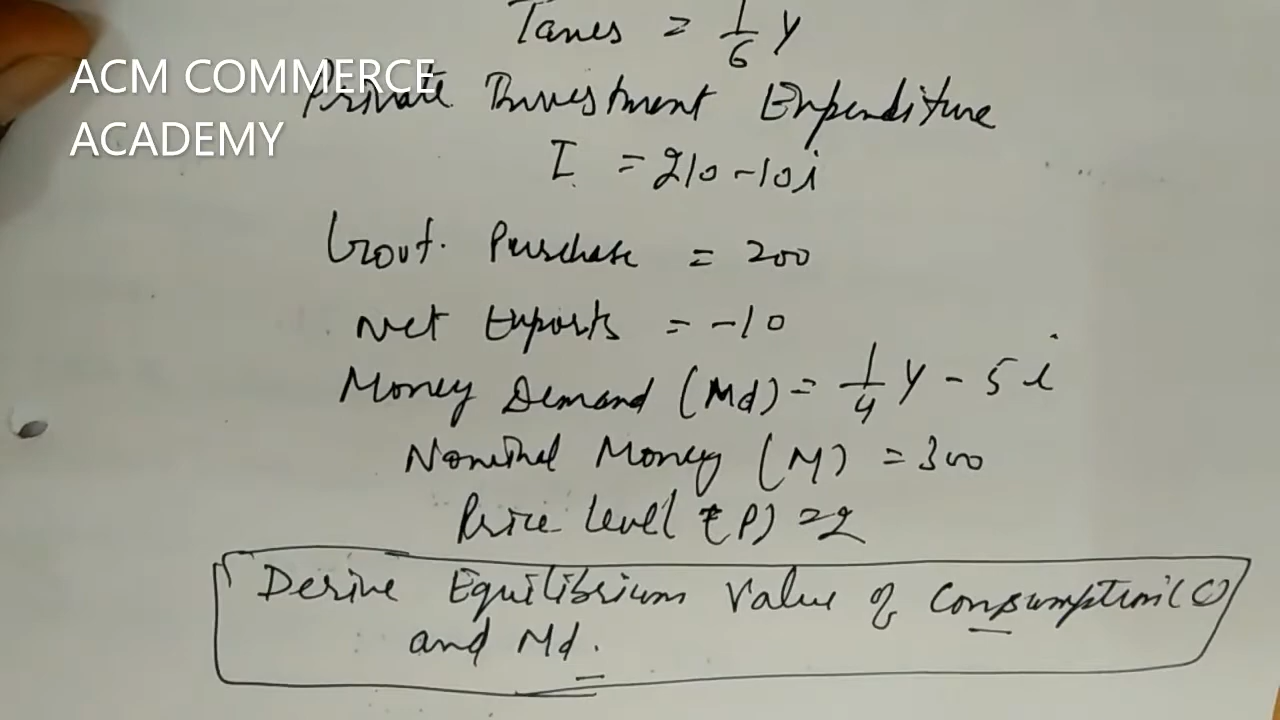 Taxes = 1/6 Y
ACM COMMERCE
ACADEMY
Private Investment Expenditure
I = 210 - 10i
Govt. Purchase = 200
Net Exports = -10
Money Demand (Md) = 1/4 Y - 5i
Nominal Money (M) = 300
Price level (P) = 2
Derive Equilibrium Value of Consumption (C)
and Md.